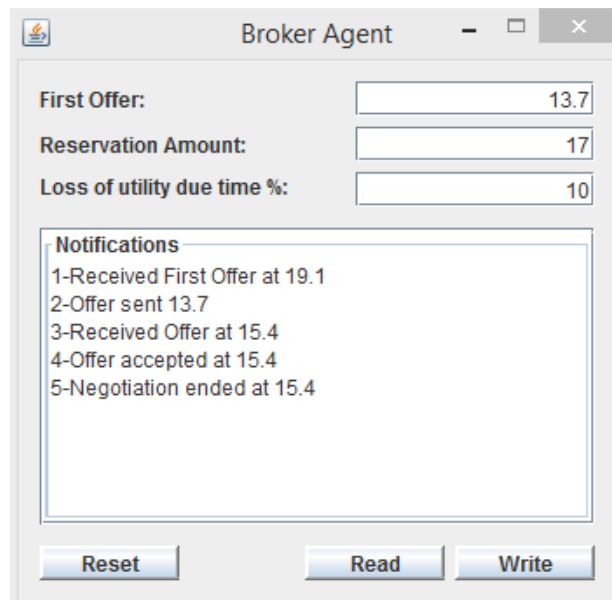 Broker Agent
First Offer: 13.7
Reservation Amount: 17
Loss of utility due time %: 10
Notifications
1-Received First Offer at 19.1
2-Offer sent 13.7
3-Received Offer at 15.4
4-Offer accepted at 15.4
5-Negotiation ended at 15.4
Reset Read Write